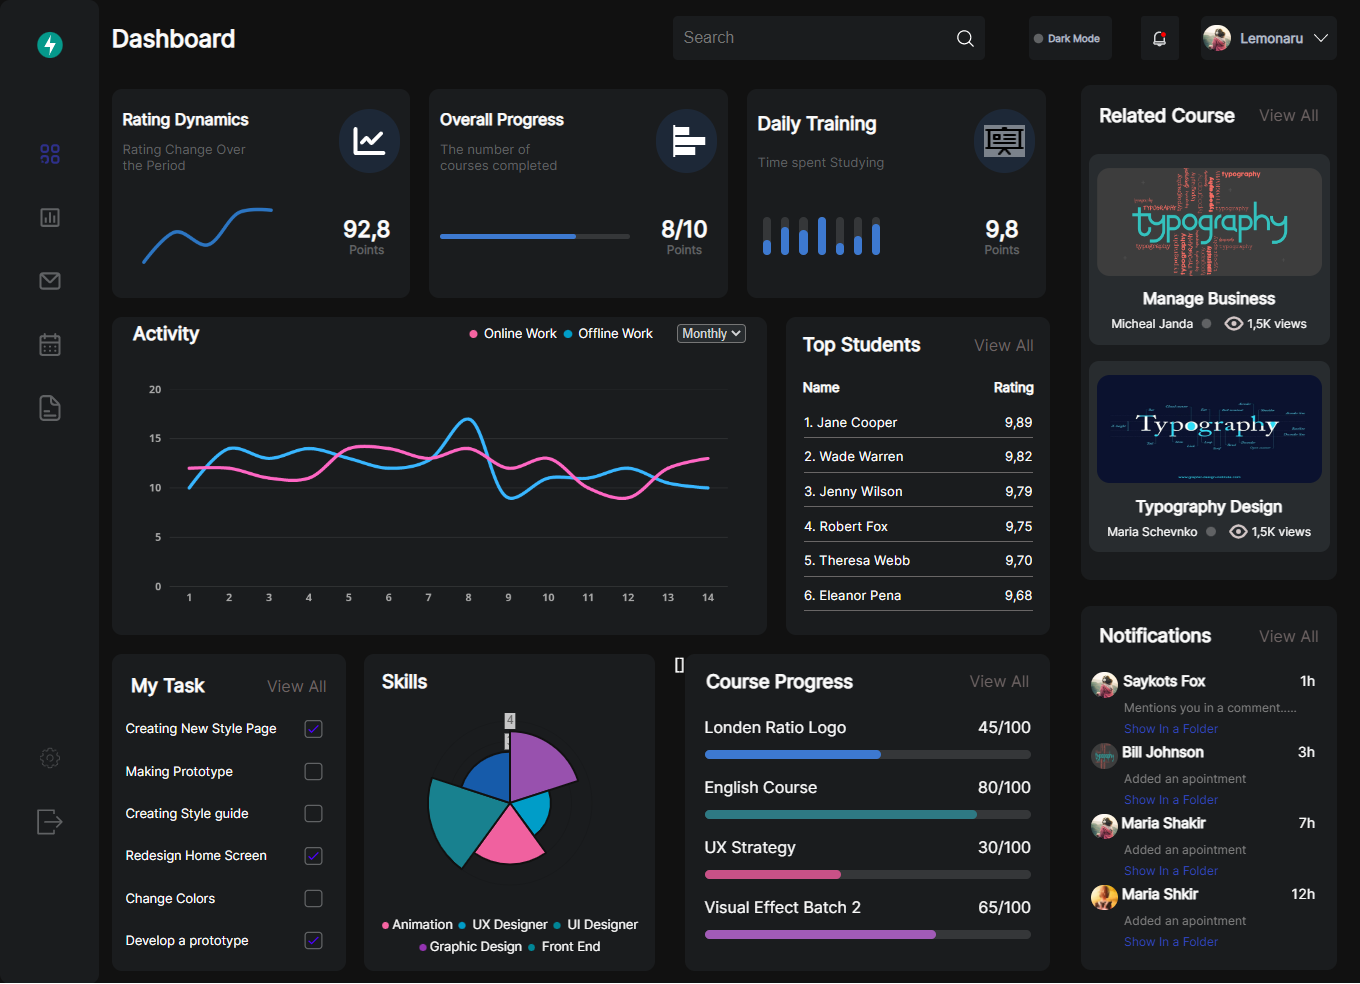 Dashboard
Search
Dark Mode
Lemonaru
Rating Dynamics
Rating Change Over
the Period
92,8
Points
Overall Progress
The number of
courses completed
8/10
Points
Daily Training
Time spent Studying
9,8
Points
Related Course
View All
typography
typography
Manage Business
Micheal Janda
1,5K views
Typography
Typography Design
Maria Schevnko
1,5K views
Activity
Online Work
Offline Work
Monthly
20
15
10
5
0
1 2 3 4 5 6 7 8 9 10 11 12 13 14
Top Students
View All
Name Rating
1. Jane Cooper 9,89
2. Wade Warren 9,82
3. Jenny Wilson 9,79
4. Robert Fox 9,75
5. Theresa Webb 9,70
6. Eleanor Pena 9,68
My Task
View All
Creating New Style Page
Making Prototype
Creating Style guide
Redesign Home Screen
Change Colors
Develop a prototype
Skills
4
Animation UX Designer UI Designer
Graphic Design Front End
[]
Course Progress
View All
Londen Ratio Logo 45/100
English Course 80/100
UX Strategy 30/100
Visual Effect Batch 2 65/100
Notifications
View All
Saykots Fox 1h
Mentions you in a comment.....
Show In a Folder
Bill Johnson 3h
Added an apointment
Show In a Folder
Maria Shakir 7h
Added an apointment
Show In a Folder
Maria Shkir 12h
Added an apointment
Show In a Folder